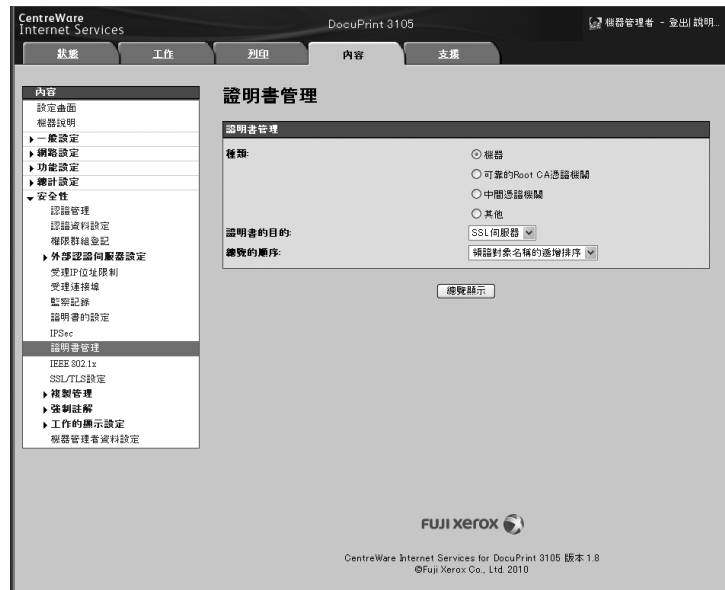 CentreWare
Internet Services
DocuPrint 3105
機器管理者 - 登出| 說明...
狀態
工作
列印
內容
支援
內容
設定畫面
機器說明
一般設定
網路設定
功能設定
總計設定
安全性
認證管理
認證資料設定
權限群組登記
外部認證伺服器設定
受理IP位址限制
受理連接埠
監察記錄
證明書的設定
IPSec
證明書管理
IEEE 802.1x
SSL/TLS設定
複製管理
強制註解
工作的顯示設定
機器管理者資料設定
證明書管理
證明書管理
種類:
機器
可靠的Root CA憑證機關
中間憑證機關
其他
證明書的目的:
SSL伺服器
總覽的順序:
領證對象名稱的遞增排序
總覽顯示
FUJI XEROX
CentreWare Internet Services for DocuPrint 3105 版本 1.8
©Fuji Xerox Co., Ltd. 2010